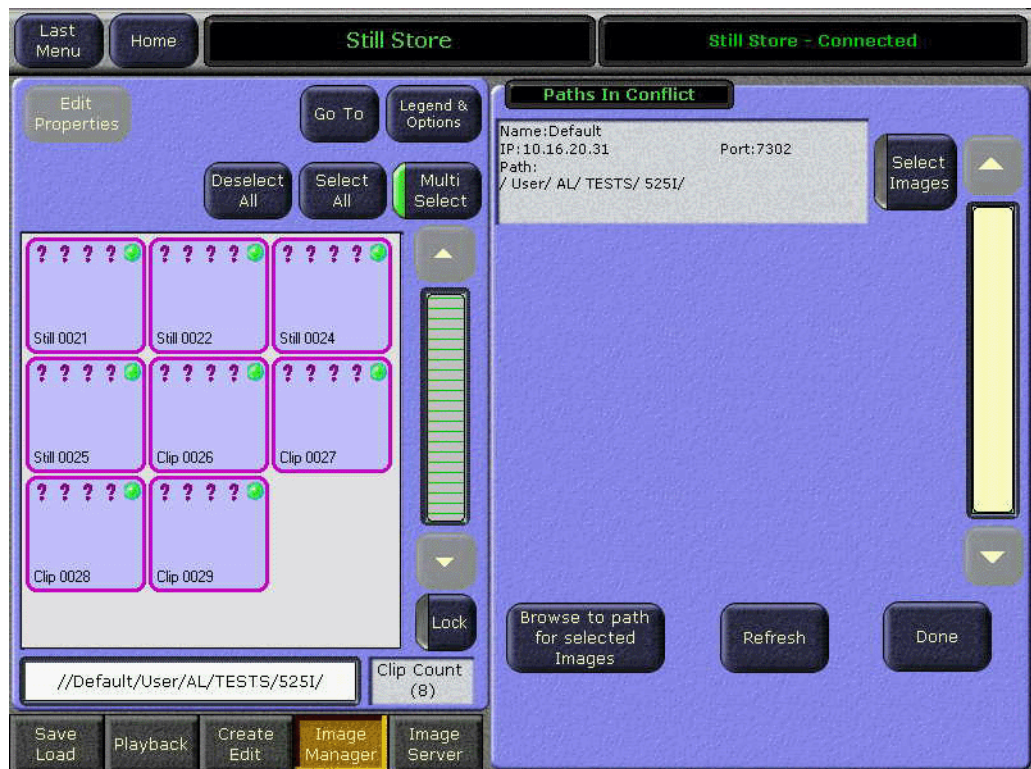 Last
Menu
Home
Still Store
Still Store - Connected
Edit
Properties
Go To
Legend &
Options
Deselect
All
Select
All
Multi
Select
? ? ? ?
? ? ? ?
? ? ? ?
Still 0021
Still 0022
Still 0024
? ? ? ?
? ? ? ?
? ? ? ?
Still 0025
Clip 0026
Clip 0027
? ? ? ?
? ? ? ?
Clip 0028
Clip 0029
Lock
//Default/User/AL/TESTS/525I/
Clip Count
(8)
Paths In Conflict
Name:Default
IP:10.16.20.31 Port:7302
Path:
/ User/ AL/ TESTS/ 525I/
Select
Images
Browse to path
for selected
Images
Refresh
Done
Save
Load
Playback
Create
Edit
Image
Manager
Image
Server